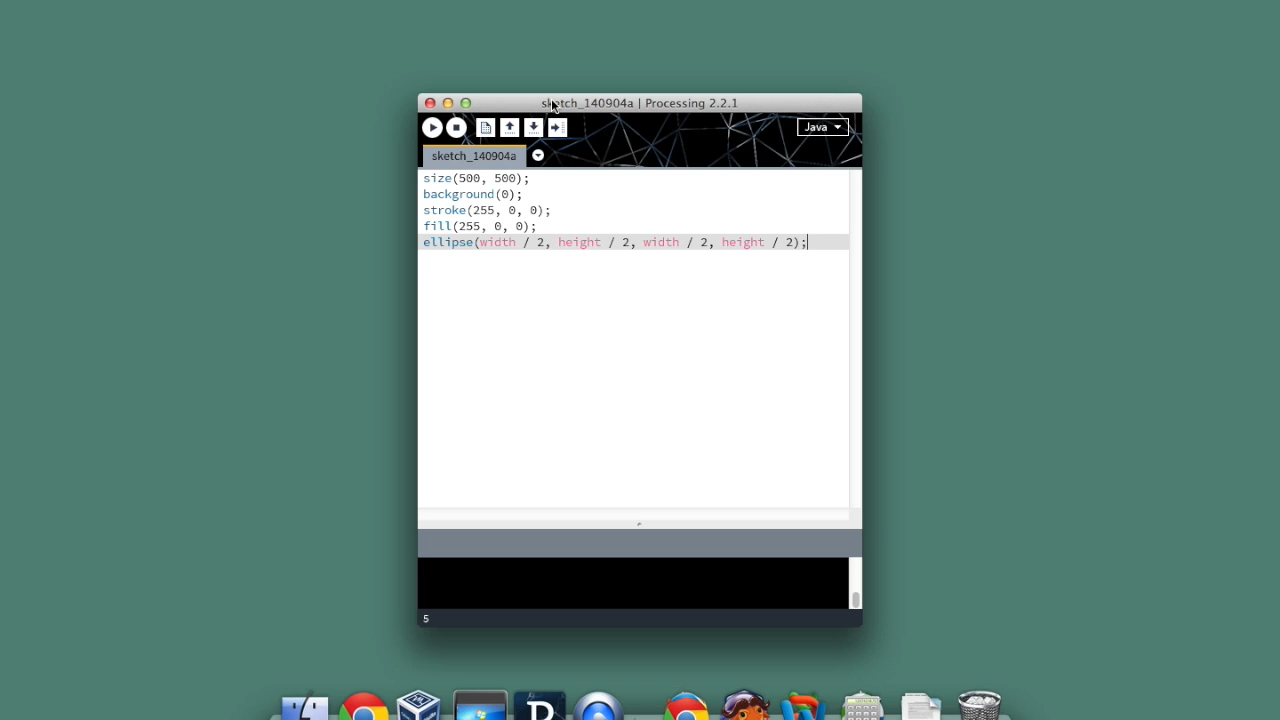 sketch_140904a | Processing 2.2.1
Java
sketch_140904a
size(500, 500);
background(0);
stroke(255, 0, 0);
fill(255, 0, 0);
ellipse(width / 2, height / 2, width / 2, height / 2);
5